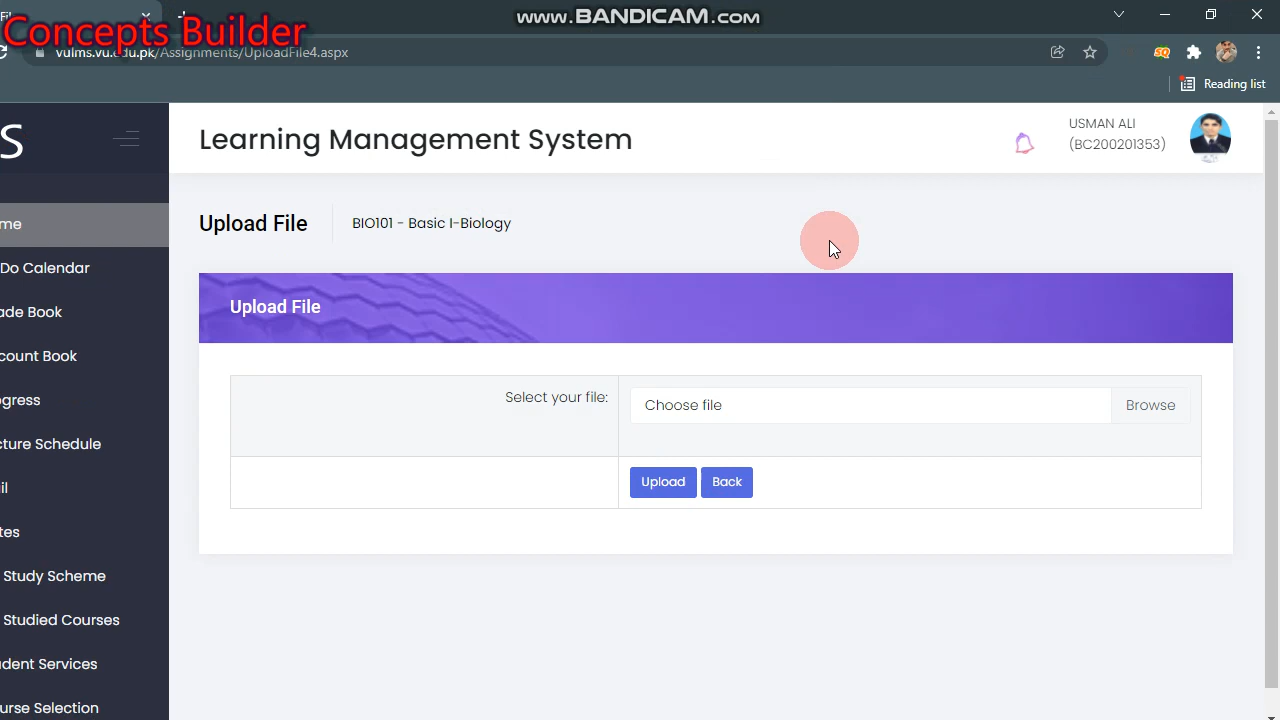 www.BANDICAM.com
Concepts Builder
vulms.vu.edu.pk/Assignments/UploadFile4.aspx
SQ
Reading list
S
Learning Management System
USMAN ALI
(BC200201353)
me
Upload File
BIO101 - Basic I-Biology
Do Calendar
ade Book
Upload File
count Book
gress
Select your file:
Choose file
Browse
cture Schedule
il
Upload
Back
tes
Study Scheme
Studied Courses
dent Services
urse Selection